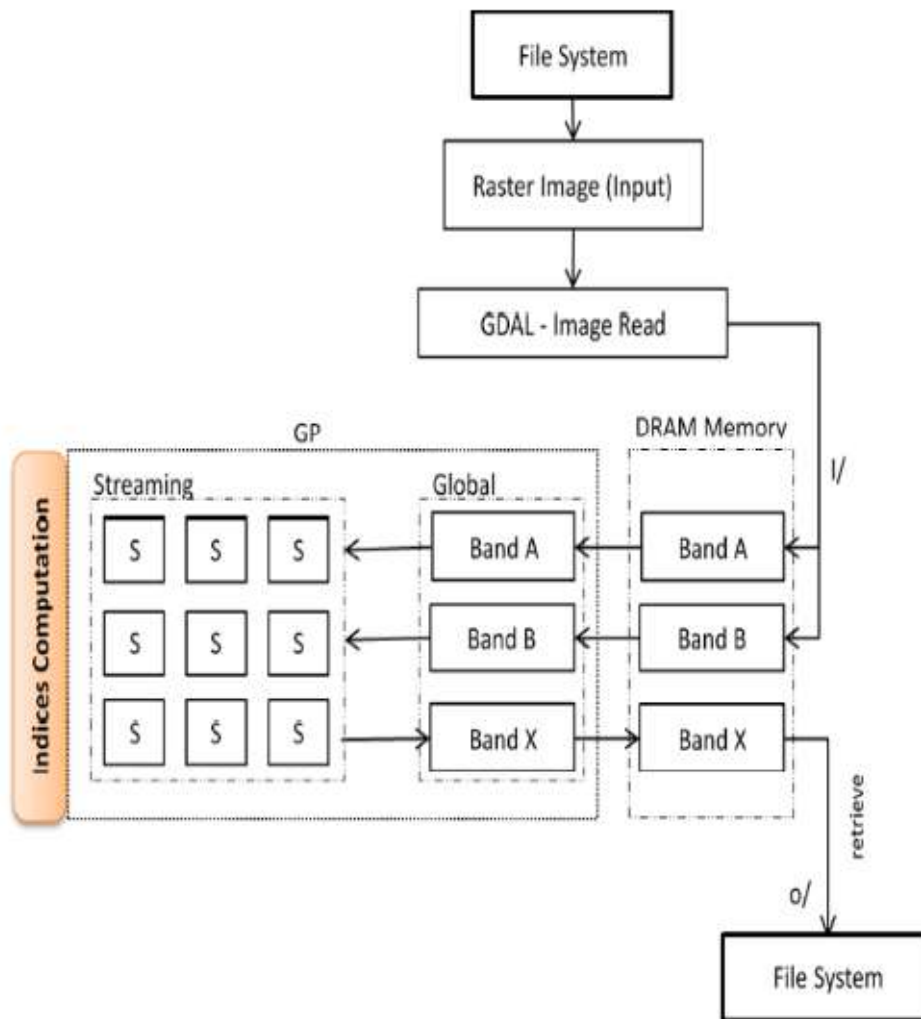 File System
Raster Image (Input)
GDAL - Image Read
GP
DRAM Memory
I/
Indices Computation
Streaming
Global
S S S
Band A
Band A
S S S
Band B
Band B
S S S
Band X
Band X
retrieve
o/
File System